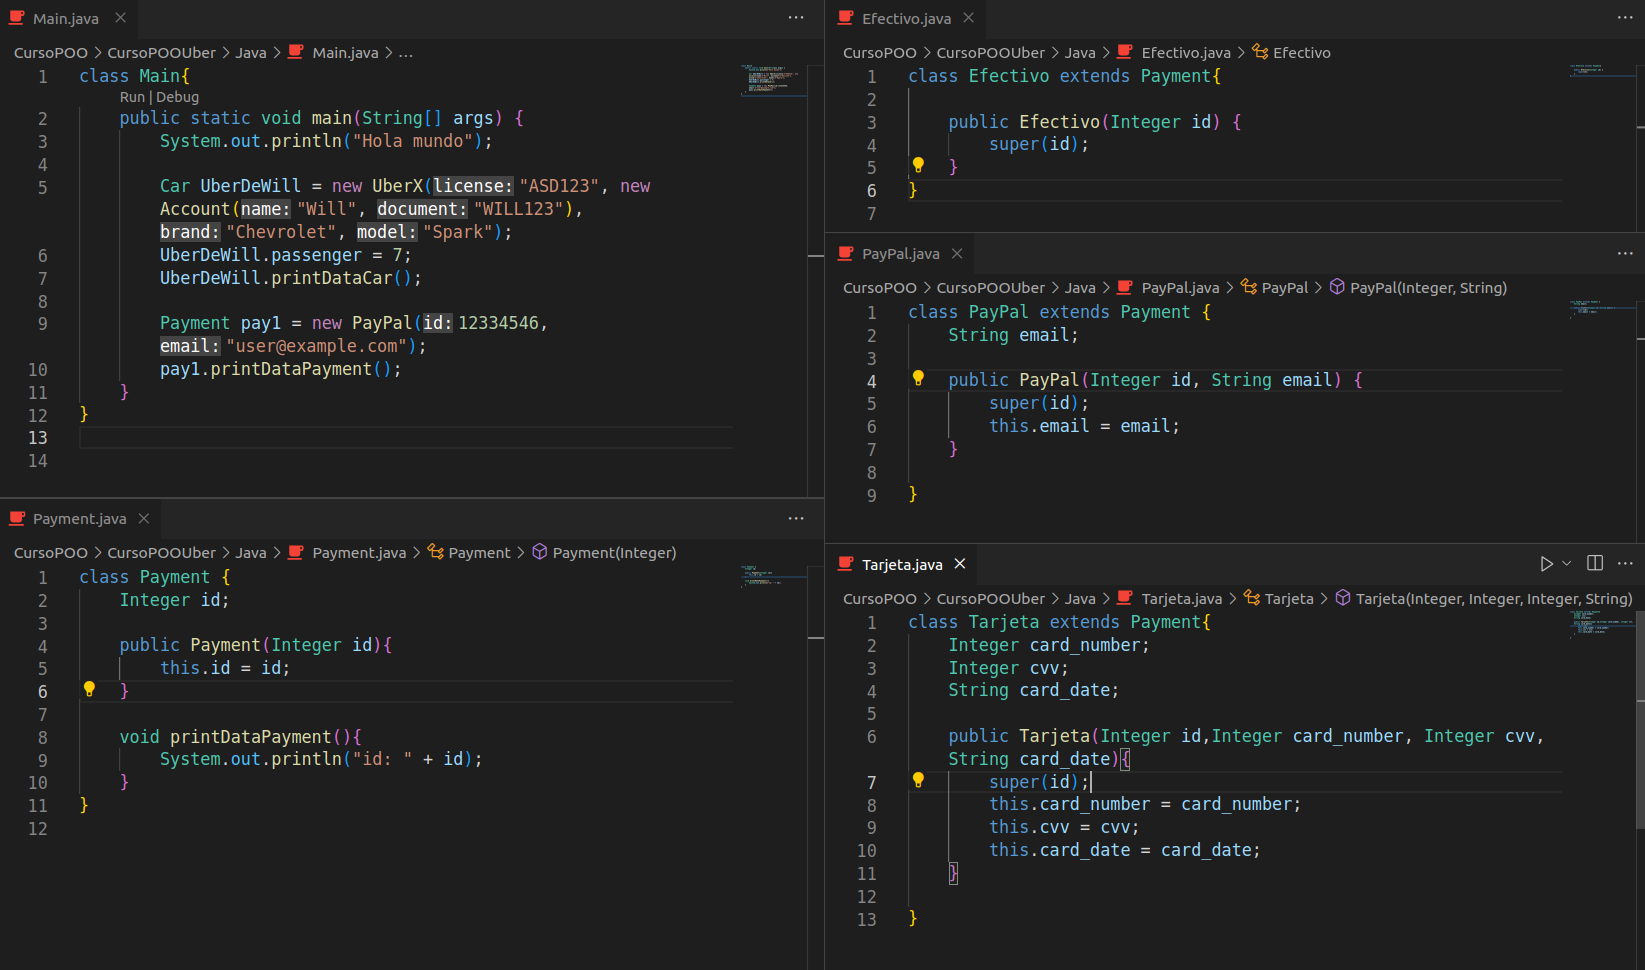 Main.java
CursoPOO > CursoPOOUber > Java > Main.java > ...
1 class Main{
Run | Debug
2 public static void main(String[] args) {
3 System.out.println("Hola mundo");
4
5 Car UberDeWill = new UberX(license: "ASD123", new
Account(name: "Will", document: "WILL123"),
brand: "Chevrolet", model: "Spark");
6 UberDeWill.passenger = 7;
7 UberDeWill.printDataCar();
8
9 Payment pay1 = new PayPal(id: 12334546,
email: "user@example.com");
10 pay1.printDataPayment();
11 }
12 }
13
14
Payment.java
CursoPOO > CursoPOOUber > Java > Payment.java > Payment > Payment(Integer)
1 class Payment {
2 Integer id;
3
4 public Payment(Integer id){
5 this.id = id;
6 }
7
8 void printDataPayment(){
9 System.out.println("id: " + id);
10 }
11 }
12
Efectivo.java
CursoPOO > CursoPOOUber > Java > Efectivo.java > Efectivo
1 class Efectivo extends Payment{
2
3 public Efectivo(Integer id) {
4 super(id);
5 }
6 }
7
PayPal.java
CursoPOO > CursoPOOUber > Java > PayPal.java > PayPal > PayPal(Integer, String)
1 class PayPal extends Payment {
2 String email;
3
4 public PayPal(Integer id, String email) {
5 super(id);
6 this.email = email;
7 }
8
9 }
Tarjeta.java
CursoPOO > CursoPOOUber > Java > Tarjeta.java > Tarjeta > Tarjeta(Integer, Integer, Integer, String)
1 class Tarjeta extends Payment{
2 Integer card_number;
3 Integer cvv;
4 String card_date;
5
6 public Tarjeta(Integer id,Integer card_number, Integer cvv,
String card_date){
7 super(id);
8 this.card_number = card_number;
9 this.cvv = cvv;
10 this.card_date = card_date;
11 }
12
13 }